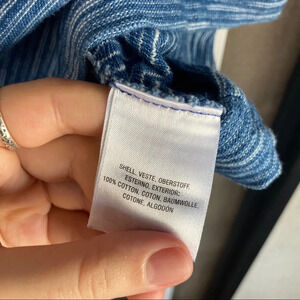 SHELL, VESTE, OBERSTOFF,
ESTERNO, EXTERIOR:
100% COTTON, COTON, BAUMWOLLE,
COTONE, ALGODON